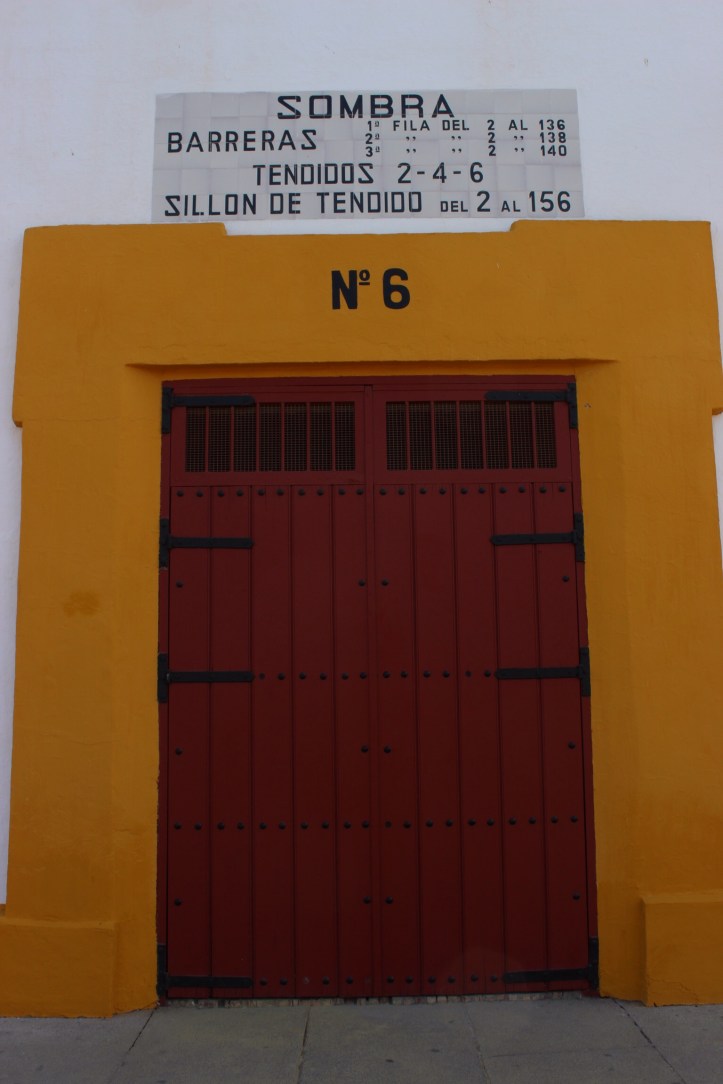 SOMBRA
BARRERAS 1ª FILA DEL 2 AL 136
2ª " " 2 " 138
3ª " " 2 " 140
TENDIDOS 2-4-6
SILLON DE TENDIDO DEL 2 AL 156
Nº 6